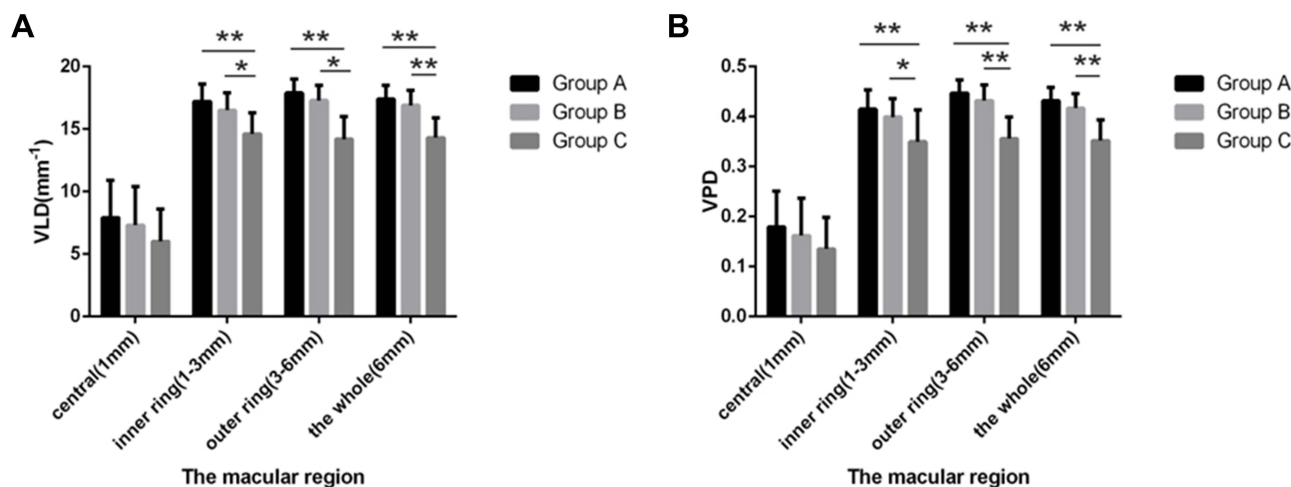 A
** ** **
* * **
20
15
10
5
0
VLD(mm⁻¹)
Group A
Group B
Group C
central(1mm)
inner ring(1-3mm)
outer ring(3-6mm)
the whole(6mm)
The macular region
B
** ** **
* ** **
0.5
0.4
0.3
0.2
0.1
0.0
VPD
Group A
Group B
Group C
central(1mm)
inner ring(1-3mm)
outer ring(3-6mm)
the whole(6mm)
The macular region